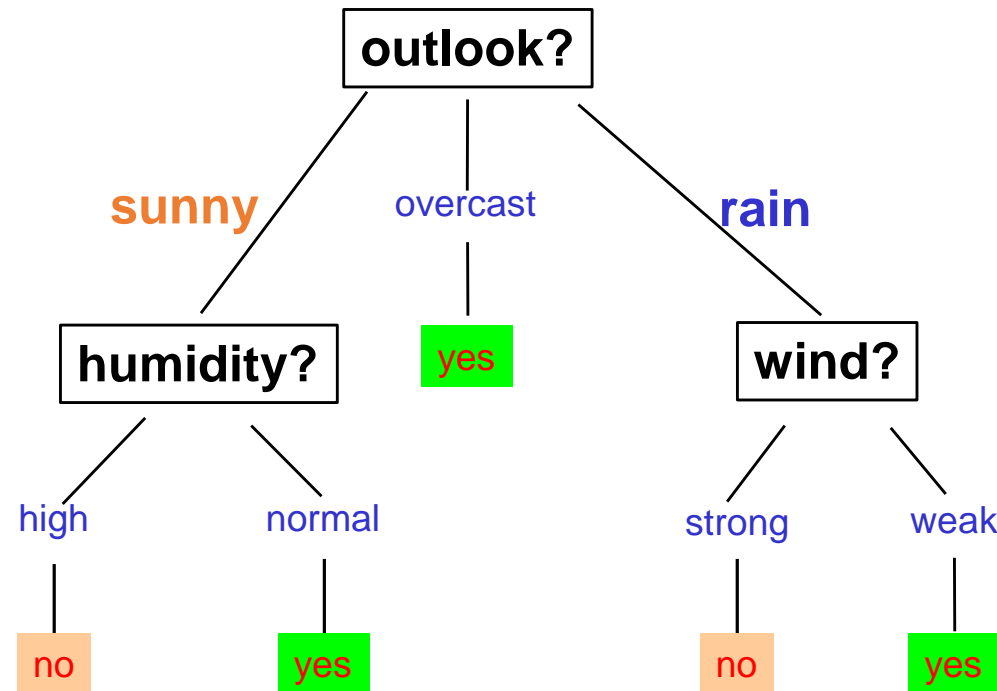 outlook?
sunny overcast rain
humidity? yes wind?
high normal strong weak
no yes no yes